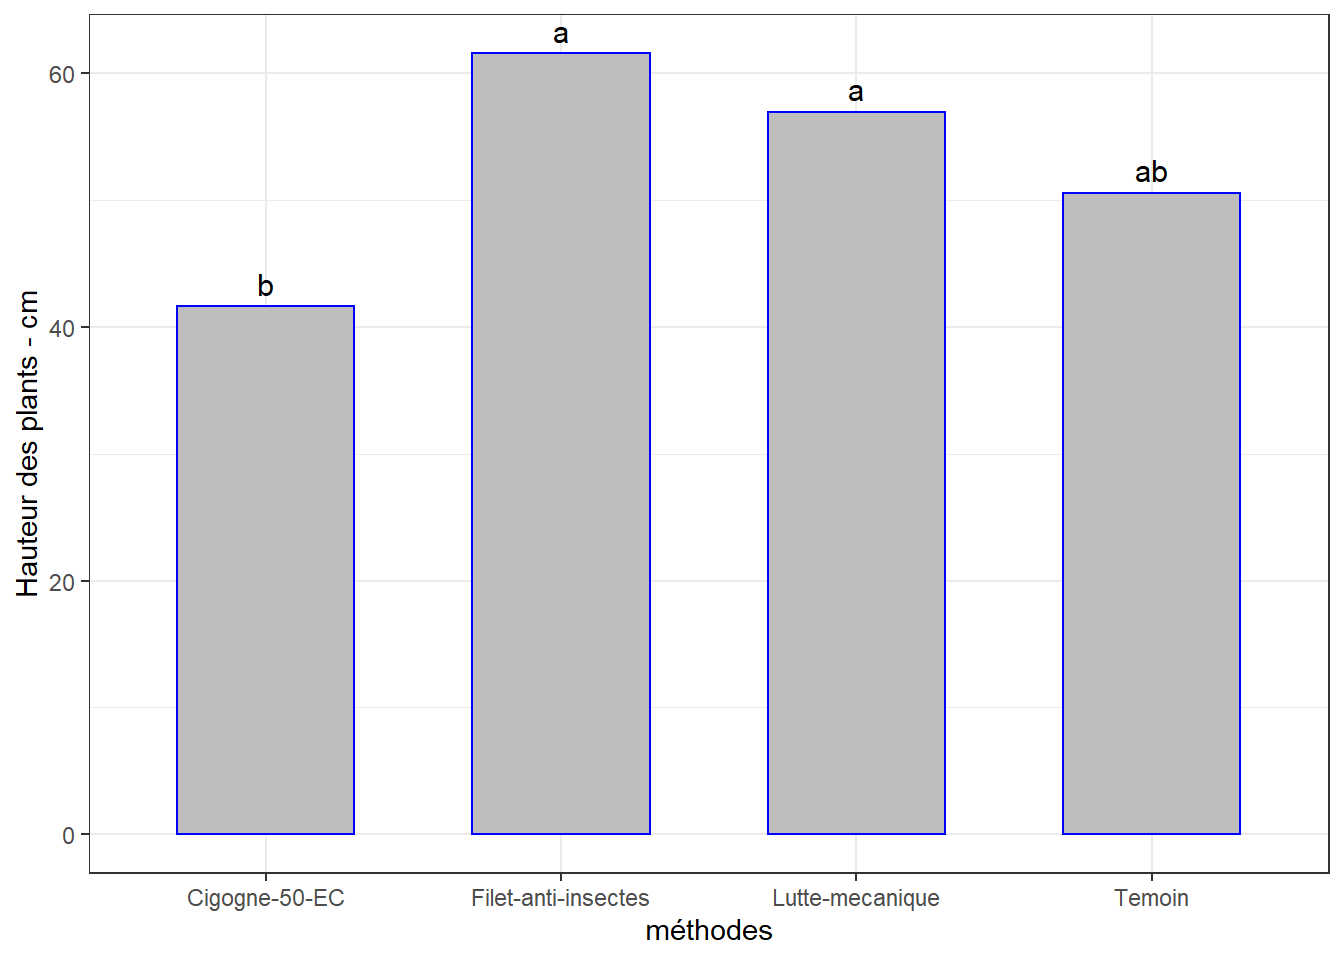 Hauteur des plants - cm
60
40
20
0
b
a
a
ab
Cigogne-50-EC
Filet-anti-insectes
Lutte-mecanique
Temoin
méthodes